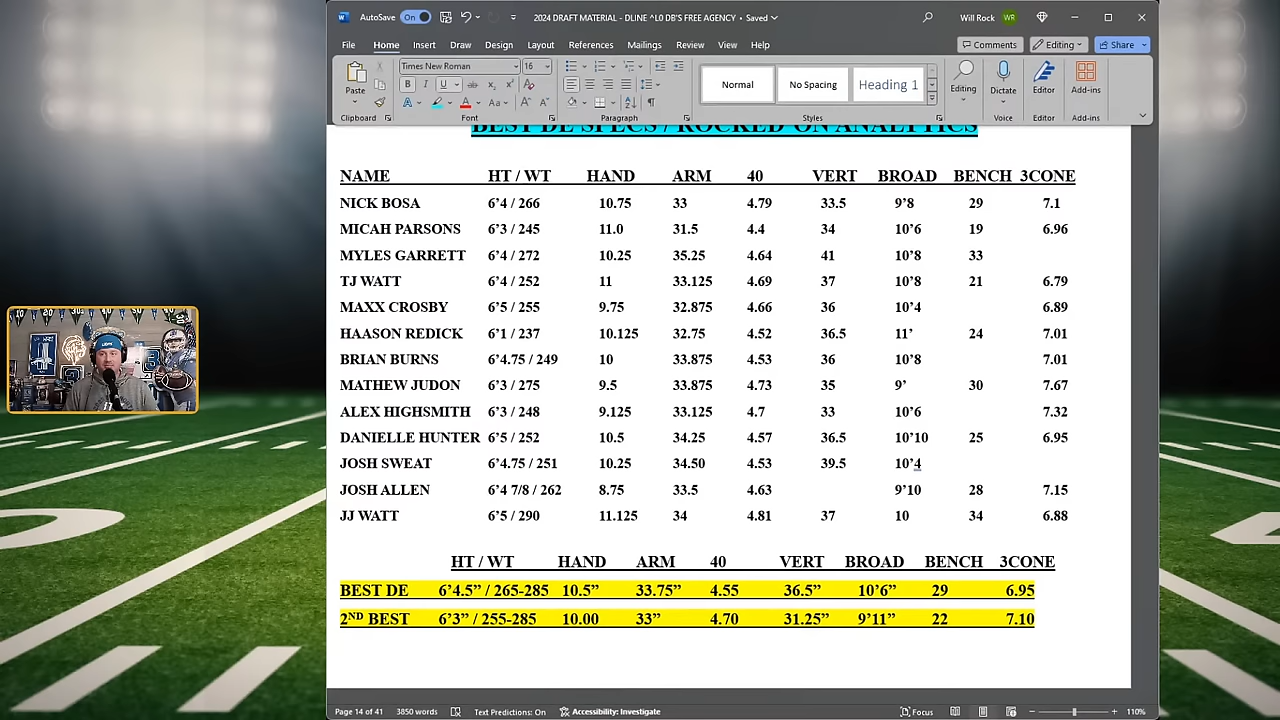 AutoSave On 2024 DRAFT MATERIAL - DLINE ^L0 DB'S FREE AGENCY • Saved Will Rock WR
File Home Insert Draw Design Layout References Mailings Review View Help Comments Editing Share
Paste Times New Roman 16 Normal No Spacing Heading 1 Editing Dictate Editor Add-ins
Clipboard Font Paragraph Styles Voice Editor Add-ins
BEST DE SPECS / ROCKED ON ANALYTICS
NAME HT / WT HAND ARM 40 VERT BROAD BENCH 3CONE
NICK BOSA 6’4 / 266 10.75 33 4.79 33.5 9’8 29 7.1
MICAH PARSONS 6’3 / 245 11.0 31.5 4.4 34 10’6 19 6.96
MYLES GARRETT 6’4 / 272 10.25 35.25 4.64 41 10’8 33
TJ WATT 6’4 / 252 11 33.125 4.69 37 10’8 21 6.79
MAXX CROSBY 6’5 / 255 9.75 32.875 4.66 36 10’4 6.89
HAASON REDICK 6’1 / 237 10.125 32.75 4.52 36.5 11’ 24 7.01
BRIAN BURNS 6’4.75 / 249 10 33.875 4.53 36 10’8 7.01
MATHEW JUDON 6’3 / 275 9.5 33.875 4.73 35 9’ 30 7.67
ALEX HIGHSMITH 6’3 / 248 9.125 33.125 4.7 33 10’6 7.32
DANIELLE HUNTER 6’5 / 252 10.5 34.25 4.57 36.5 10’10 25 6.95
JOSH SWEAT 6’4.75 / 251 10.25 34.50 4.53 39.5 10’4
JOSH ALLEN 6’4 7/8 / 262 8.75 33.5 4.63 9’10 28 7.15
JJ WATT 6’5 / 290 11.125 34 4.81 37 10 34 6.88
HT / WT HAND ARM 40 VERT BROAD BENCH 3CONE
BEST DE 6’4.5” / 265-285 10.5” 33.75” 4.55 36.5” 10’6” 29 6.95
2ND BEST 6’3” / 255-285 10.00 33” 4.70 31.25” 9’11” 22 7.10
Page 14 of 41 3850 words Text Predictions: On Accessibility: Investigate Focus 110%